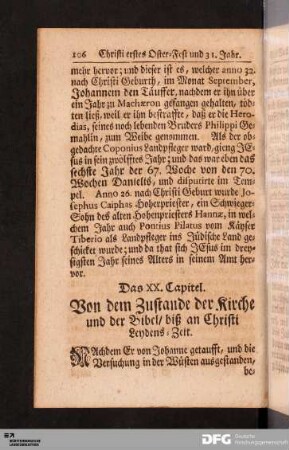 106 Christi erstes Oster-Fest und 31. Jahr.
mehr hervor; und dieser ist es, welcher anno 32.
nach Christi Geburth, im Monat September,
Johannem den Täuffer, nachdem er ihn über
ein Jahr zu Machæron gefangen gehalten, töd-
ten ließ, weil er ihn bestraffte, daß er die Hero-
dias, seines noch lebenden Bruders Philippi Ge-
mahlin, zum Weibe genommen. Als der ob-
gedachte Coponius Landpfleger ward, gieng JE-
sus in sein zwölfftes Jahr; und das war eben das
sechste Jahr der 67. Woche von den 70.
Wochen Danielis, und disputirte im Tem-
pel. Anno 26. nach Christi Geburt wurde Jo-
sephus Caiphas Hoherpriester, ein Schwieger-
Sohn des alten Hohenpriesters Hannæ, in wel-
chem Jahr auch Pontius Pilatus vom Käyser
Tiberio als Landpfleger ins Jüdische Land ge-
schicket wurde; und da that sich JEsus im drey-
ßigsten Jahr seines Alters in seinem Amt her-
vor.
Das XX. Capitel.
Von dem Zustande der Kirche
und der Bibel/ biß an Christi
Leydens-Zeit.
NAchdem Er von Johanne getaufft, und die
Versuchung in der Wüsten ausgestanden,
be-
DFG Deutsche
Forschungsgemeinschaft